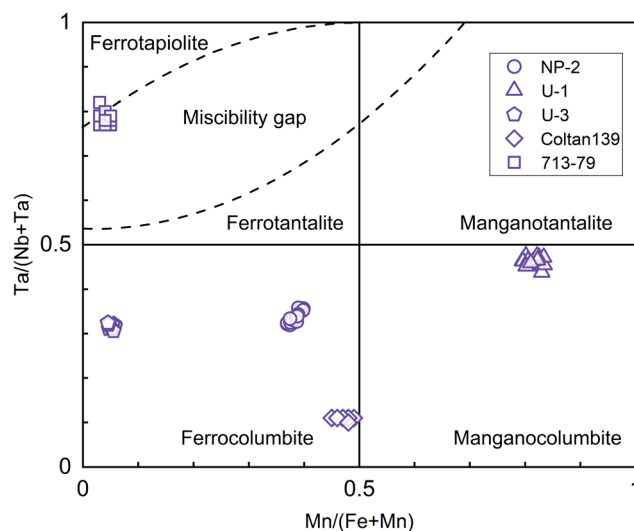 1
Ferrotapiolite
NP-2
U-1
U-3
Coltan139
713-79
Miscibility gap
Ferrotantalite
Manganotantalite
0.5
Ta/(Nb+Ta)
Ferrocolumbite
Manganocolumbite
0
0
0.5
1
Mn/(Fe+Mn)